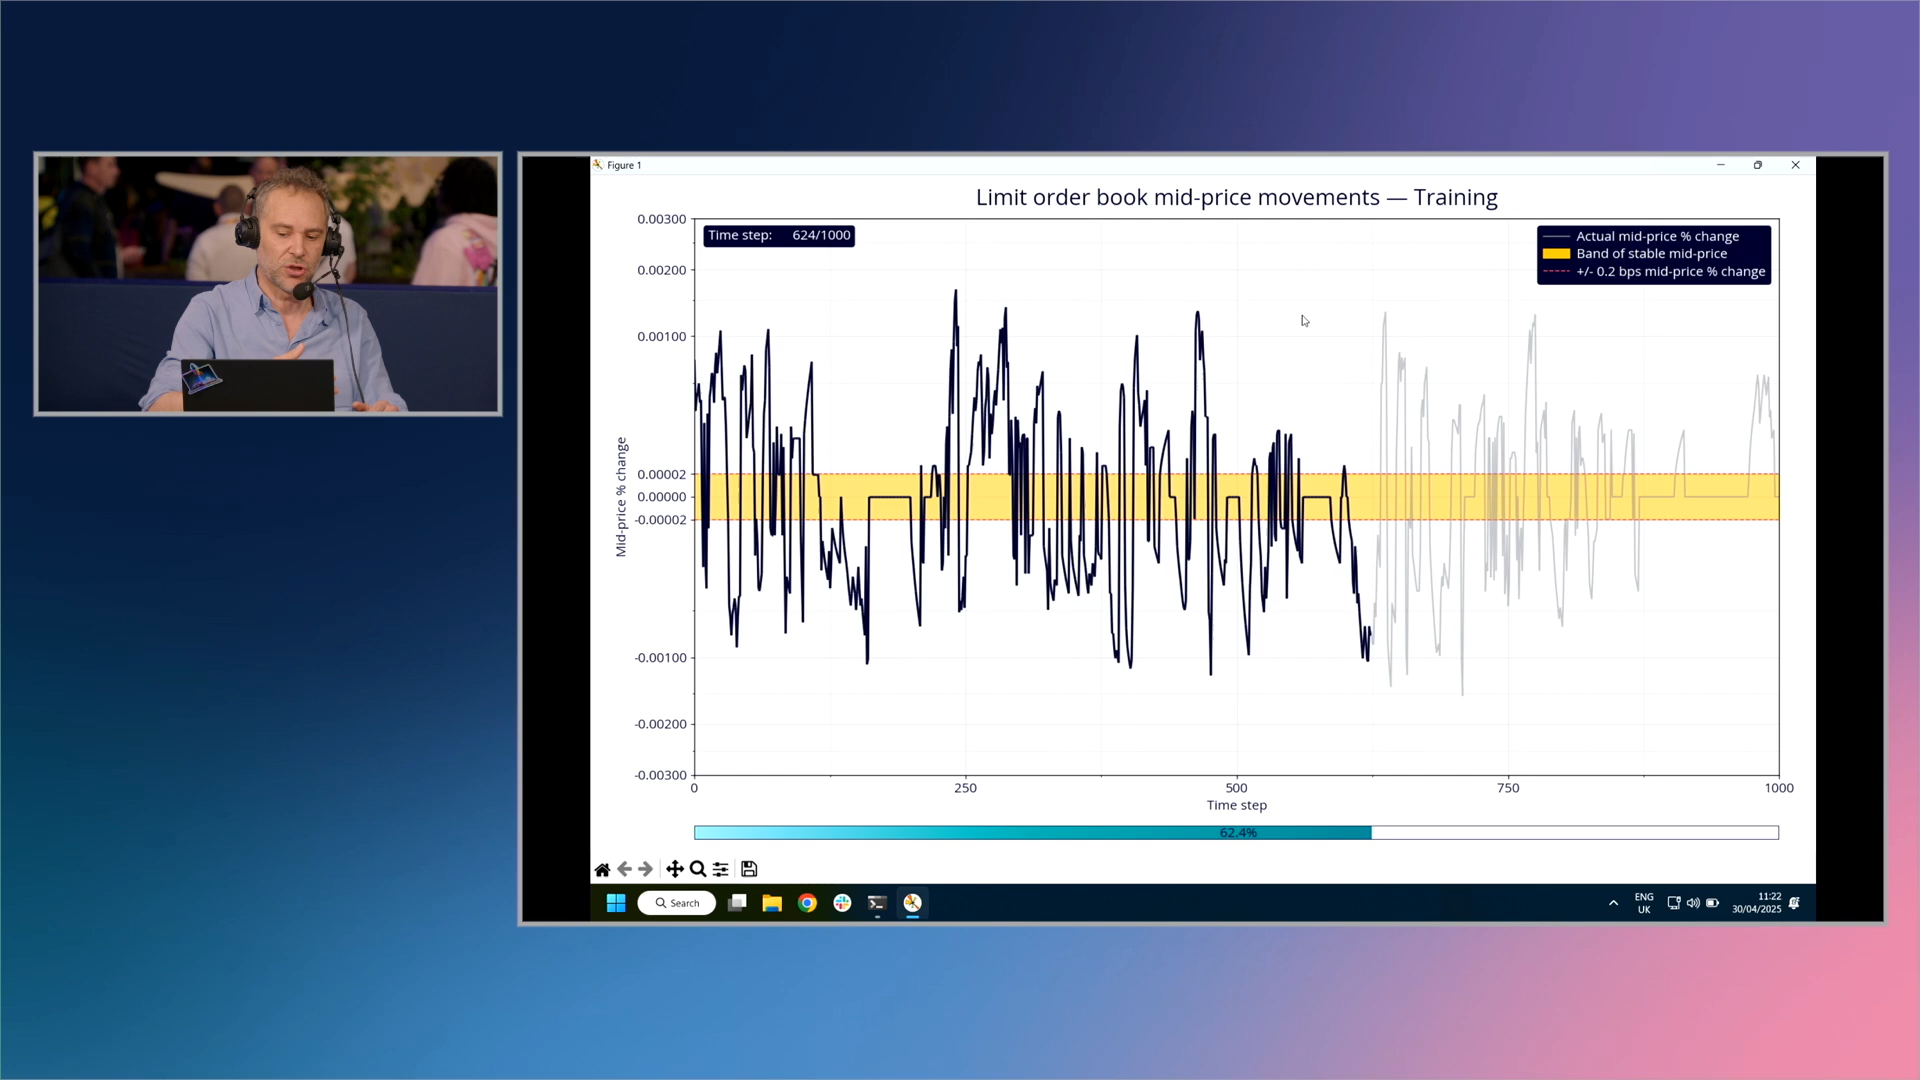 Figure 1
Limit order book mid-price movements — Training
Time step: 624/1000
Actual mid-price % change
Band of stable mid-price
+/- 0.2 bps mid-price % change
0.00300
0.00200
0.00100
0.00002
0.00000
-0.00002
-0.00100
-0.00200
-0.00300
Mid-price % change
0 250 500 750 1000
Time step
62.4%
Search
ENG
UK
11:22
30/04/2025